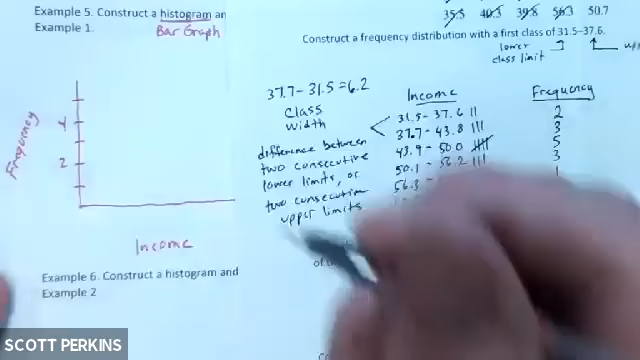 Example 5. Construct a histogram an
Example 1.
Bar Graph
4
2
Frequency
Income
Example 6. Construct a histogram and
Example 2
35.5 40.3 39.8 56.3 50.7
Construct a frequency distribution with a first class of 31.5-37.6.
lower
class limit
37.7 - 31.5 = 6.2
class
width
difference between
two consecutive
lower limits, or
two consecutive
upper limits
Income Frequency
31.5 - 37.6 || 2
37.7 - 43.8 ||| 3
43.9 - 50.0 5
50.1 - 56.2 ||| 3
56.3
SCOTT PERKINS